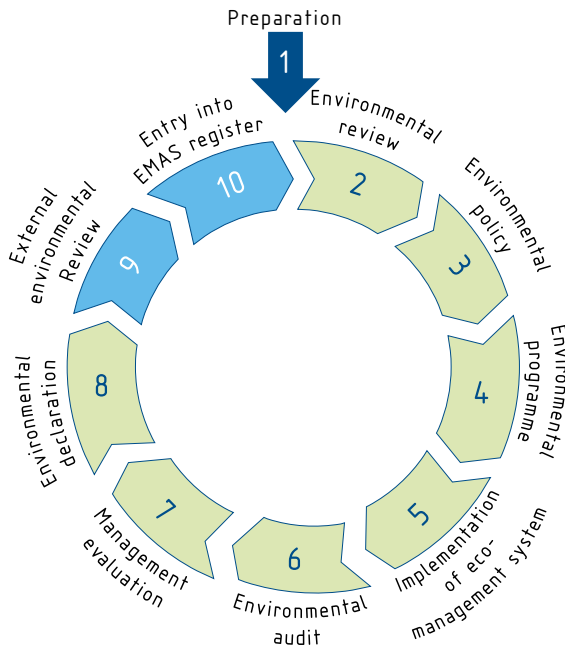 Preparation
1
Environmental
review
2
Environmental
policy
3
Environmental
programme
4
Implementation
of eco-
management system
5
Environmental
audit
6
Management
evaluation
7
Environmental
declaration
8
External
environmental
Review
9
Entry into
EMAS register
10